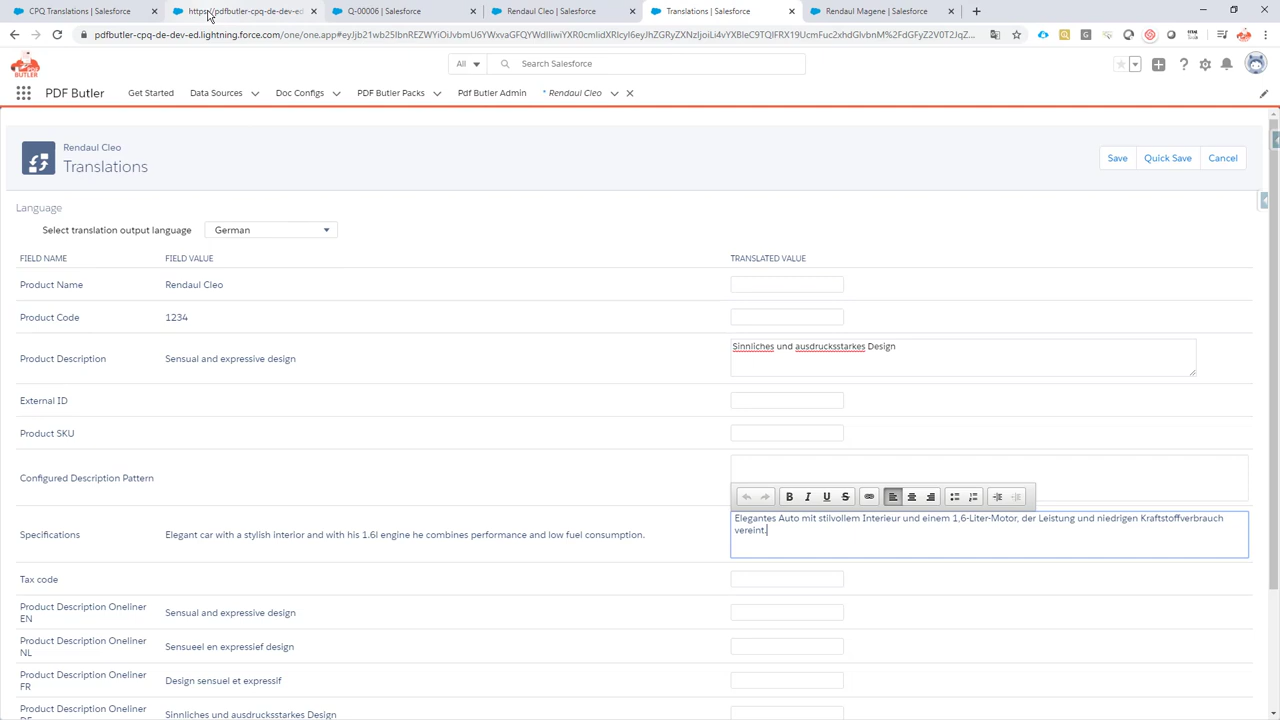 CPQ Translations | Salesforce
https://pdfbutler-cpq-de-dev-ed
Q-00006 | Salesforce
Rendaul Cleo | Salesforce
Translations | Salesforce
Rendaul Magene | Salesforce
All
Search Salesforce
PDF Butler
Get Started
Data Sources
Doc Configs
PDF Butler Packs
Pdf Butler Admin
* Rendaul Cleo
Rendaul Cleo
Translations
Save
Quick Save
Cancel
Language
Select translation output language
German
FIELD NAME
FIELD VALUE
TRANSLATED VALUE
Product Name
Rendaul Cleo
Product Code
1234
Product Description
Sensual and expressive design
Sinnliches und ausdrucksstarkes Design
External ID
Product SKU
Configured Description Pattern
B I U S
Specifications
Elegant car with a stylish interior and with his 1.6l engine he combines performance and low fuel consumption.
Elegantes Auto mit stilvollem Interieur und einem 1,6-Liter-Motor, der Leistung und niedrigen Kraftstoffverbrauch
vereint.
Tax code
Product Description Oneliner
EN
Sensual and expressive design
Product Description Oneliner
NL
Sensueel en expressief design
Product Description Oneliner
FR
Design sensuel et expressif
Product Description Oneliner
Sinnliches und ausdrucksstarkes Design